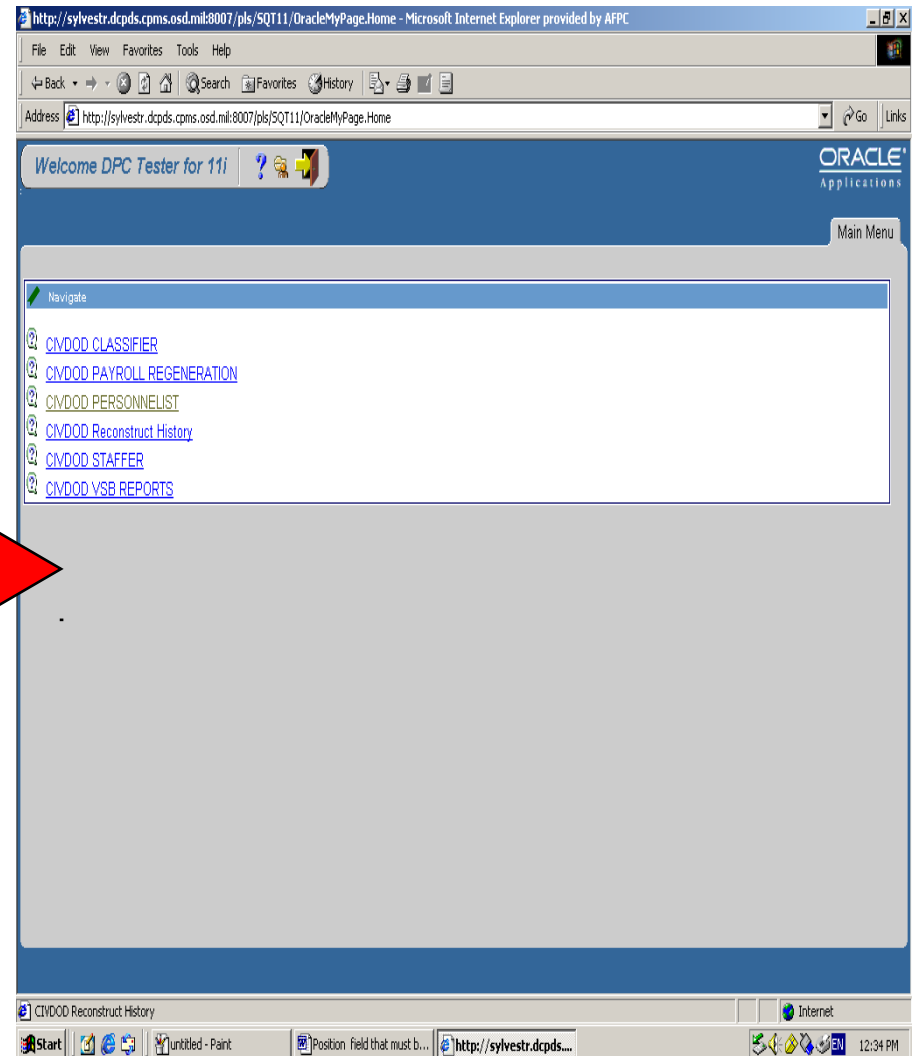 http://sylvestr.dcpds.cpms.osd.mil:8007/pls/5QT11/OracleMyPage.Home - Microsoft Internet Explorer provided by AFPC
File Edit View Favorites Tools Help
Back Search Favorites History
Address http://sylvestr.dcpds.cpms.osd.mil:8007/pls/5QT11/OracleMyPage.Home Go Links
Welcome DPC Tester for 11i
ORACLE
Applications
Main Menu
Navigate
CIVDOD CLASSIFIER
CIVDOD PAYROLL REGENERATION
CIVDOD PERSONNELIST
CIVDOD Reconstruct History
CIVDOD STAFFER
CIVDOD VSB REPORTS
CIVDOD Reconstruct History Internet
Start untitled - Paint Position field that must b... http://sylvestr.dcpds.... EN 12:34 PM